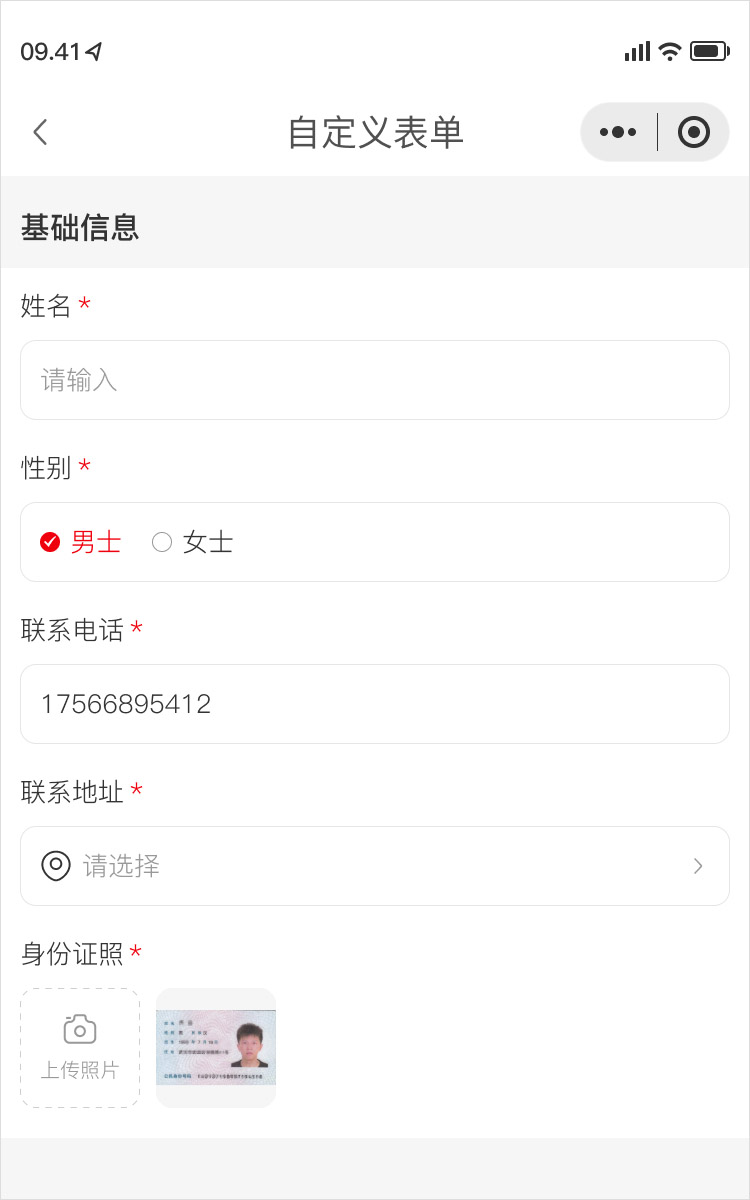 09.41
自定义表单
基础信息
姓名 *
请输入
性别 *
男士 女士
联系电话 *
17566895412
联系地址 *
请选择
身份证照 *
上传照片